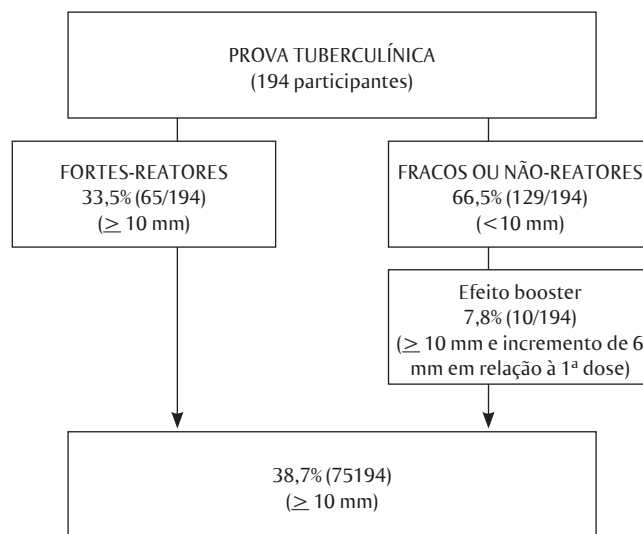 PROVA TUBERCULÍNICA
(194 participantes)
FORTES-REATORES
33,5% (65/194)
(≥ 10 mm)
FRACOS OU NÃO-REATORES
66,5% (129/194)
(<10 mm)
Efeito booster
7,8% (10/194)
(≥ 10 mm e incremento de 6
mm em relação à 1ª dose)
38,7% (75194)
(≥ 10 mm)